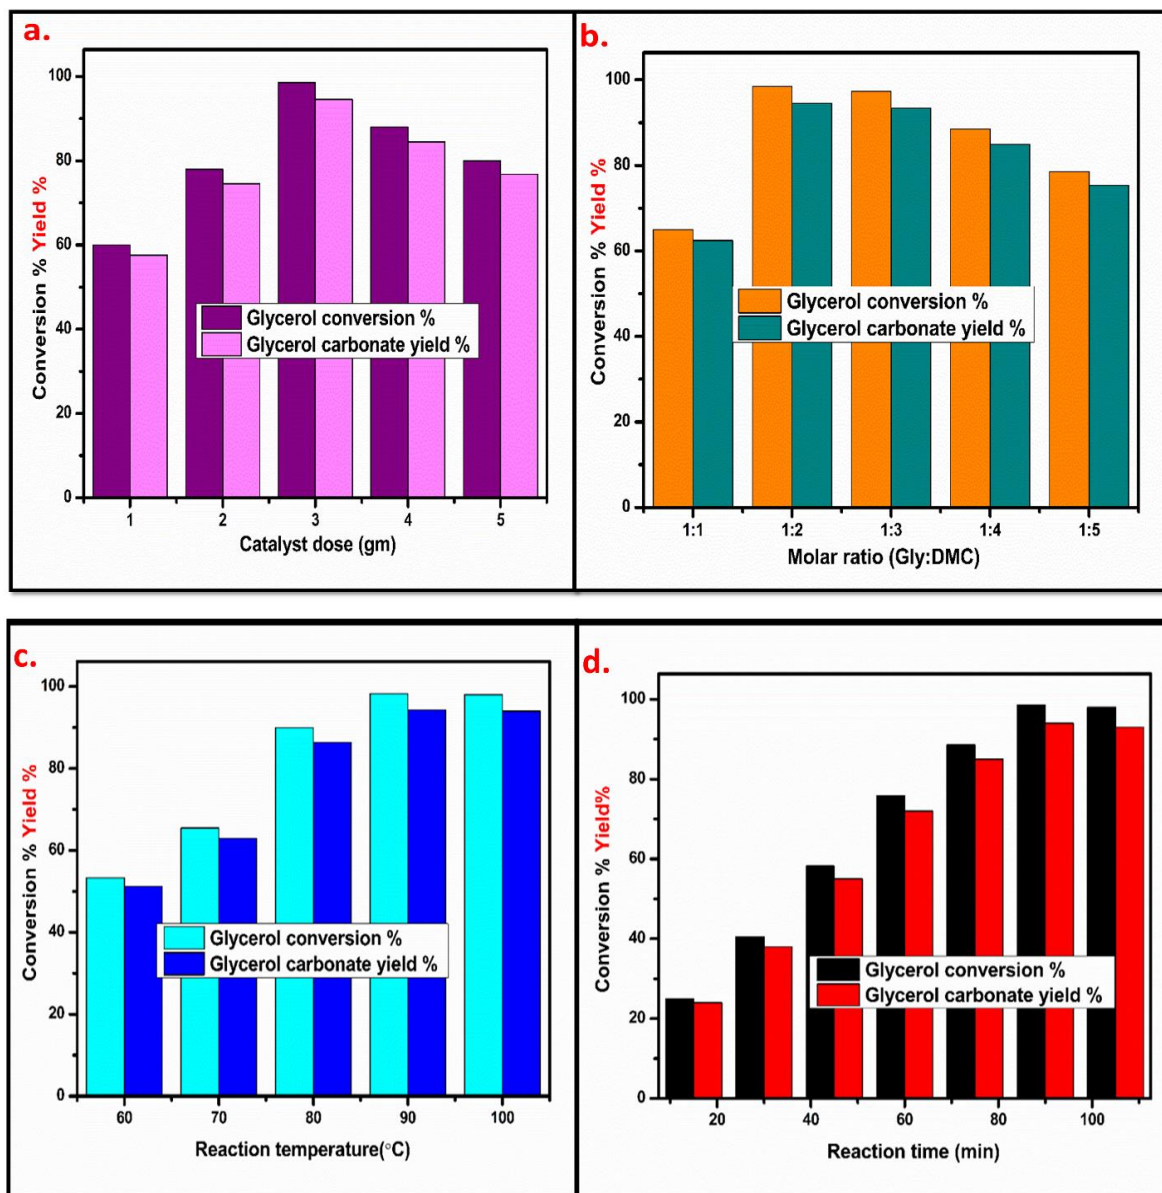 a.
Conversion % Yield %
100
80
60
40
20
0
Glycerol conversion %
Glycerol carbonate yield %
1 2 3 4 5
Catalyst dose (gm)
b.
Conversion % Yield %
100
80
60
40
20
0
Glycerol conversion %
Glycerol carbonate yield %
1:1 1:2 1:3 1:4 1:5
Molar ratio (Gly:DMC)
c.
Conversion % Yield %
100
80
60
40
20
0
Glycerol conversion %
Glycerol carbonate yield %
60 70 80 90 100
Reaction temperature(°C)
d.
Conversion % Yield%
100
80
60
40
20
0
Glycerol conversion %
Glycerol carbonate yield %
20 40 60 80 100
Reaction time (min)